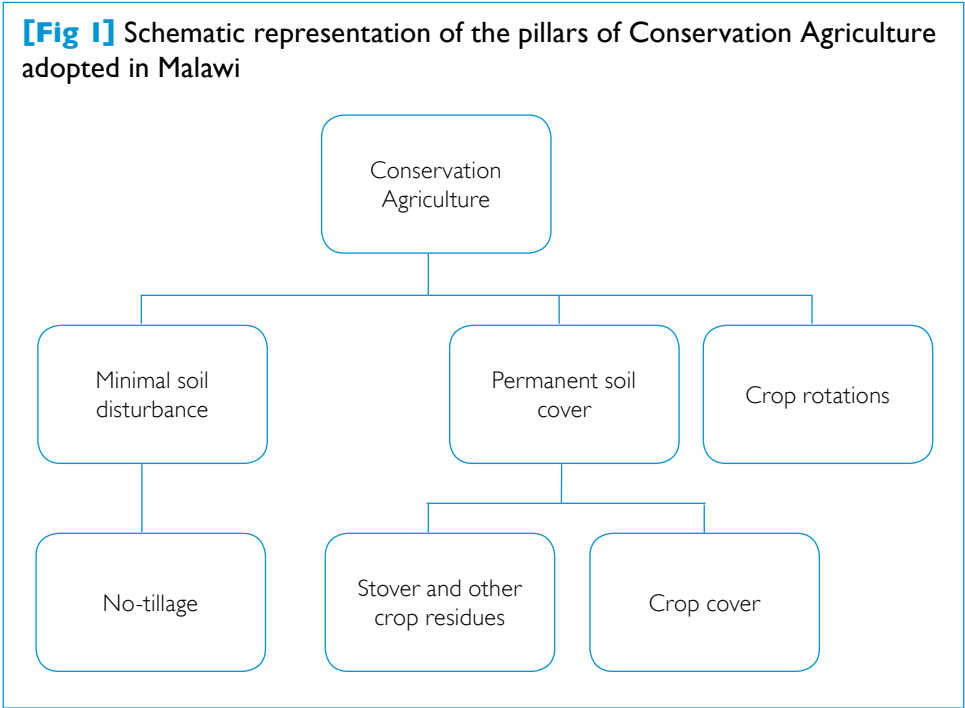 [Fig 1] Schematic representation of the pillars of Conservation Agriculture
adopted in Malawi
Conservation
Agriculture
Minimal soil
disturbance
Permanent soil
cover
Crop rotations
No-tillage
Stover and other
crop residues
Crop cover